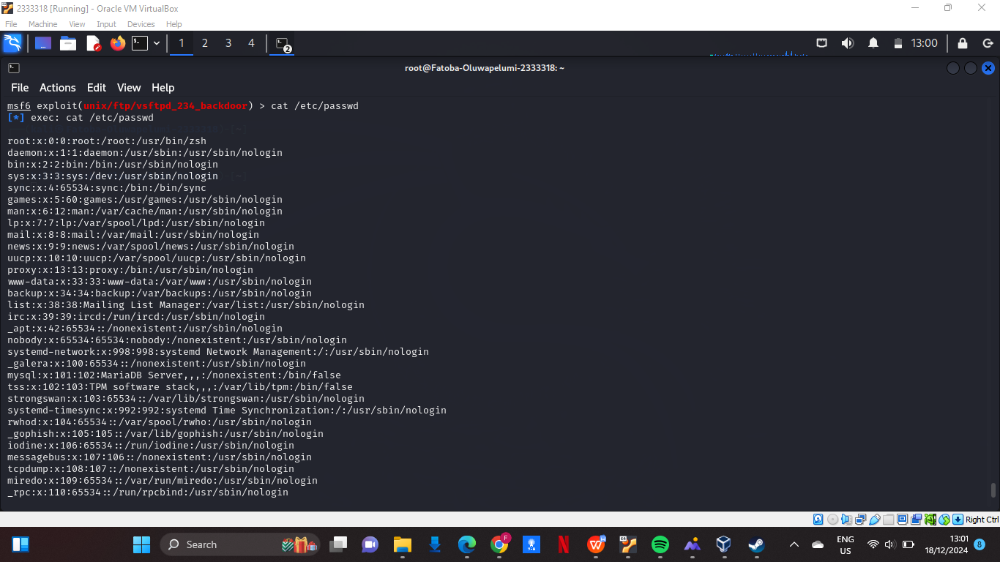 2333318 [Running] - Oracle VM VirtualBox
File Machine View Input Devices Help
1 2 3 4 2 13:00
root@Fatoba-Oluwapelumi-2333318: ~
File Actions Edit View Help
msf6 exploit(unix/ftp/vsftpd_234_backdoor) > cat /etc/passwd
[*] exec: cat /etc/passwd
root:x:0:0:root:/root:/usr/bin/zsh
daemon:x:1:1:daemon:/usr/sbin:/usr/sbin/nologin
bin:x:2:2:bin:/bin:/usr/sbin/nologin
sys:x:3:3:sys:/dev:/usr/sbin/nologin
sync:x:4:65534:sync:/bin:/bin/sync
games:x:5:60:games:/usr/games:/usr/sbin/nologin
man:x:6:12:man:/var/cache/man:/usr/sbin/nologin
lp:x:7:7:lp:/var/spool/lpd:/usr/sbin/nologin
mail:x:8:8:mail:/var/mail:/usr/sbin/nologin
news:x:9:9:news:/var/spool/news:/usr/sbin/nologin
uucp:x:10:10:uucp:/var/spool/uucp:/usr/sbin/nologin
proxy:x:13:13:proxy:/bin:/usr/sbin/nologin
www-data:x:33:33:www-data:/var/www:/usr/sbin/nologin
backup:x:34:34:backup:/var/backups:/usr/sbin/nologin
list:x:38:38:Mailing List Manager:/var/list:/usr/sbin/nologin
irc:x:39:39:ircd:/run/ircd:/usr/sbin/nologin
_apt:x:42:65534::/nonexistent:/usr/sbin/nologin
nobody:x:65534:65534:nobody:/nonexistent:/usr/sbin/nologin
systemd-network:x:998:998:systemd Network Management:/:/usr/sbin/nologin
_galera:x:100:65534::/nonexistent:/usr/sbin/nologin
mysql:x:101:102:MariaDB Server,,,:/nonexistent:/bin/false
tss:x:102:103:TPM software stack,,,:/var/lib/tpm:/bin/false
strongswan:x:103:65534::/var/lib/strongswan:/usr/sbin/nologin
systemd-timesync:x:992:992:systemd Time Synchronization:/:/usr/sbin/nologin
rwhod:x:104:65534::/var/spool/rwho:/usr/sbin/nologin
_gophish:x:105:105::/var/lib/gophish:/usr/sbin/nologin
iodine:x:106:65534::/run/iodine:/usr/sbin/nologin
messagebus:x:107:106::/nonexistent:/usr/sbin/nologin
tcpdump:x:108:107::/nonexistent:/usr/sbin/nologin
miredo:x:109:65534::/var/run/miredo:/usr/sbin/nologin
_rpc:x:110:65534::/run/rpcbind:/usr/sbin/nologin
Right Ctrl
Search
ENG
US
13:01
18/12/2024
8